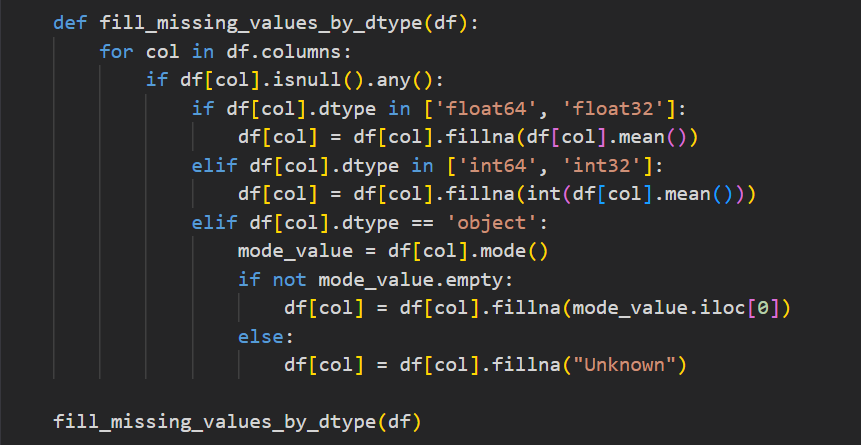 def fill_missing_values_by_dtype(df):
    for col in df.columns:
        if df[col].isnull().any():
            if df[col].dtype in ['float64', 'float32']:
                df[col] = df[col].fillna(df[col].mean())
            elif df[col].dtype in ['int64', 'int32']:
                df[col] = df[col].fillna(int(df[col].mean()))
            elif df[col].dtype == 'object':
                mode_value = df[col].mode()
                if not mode_value.empty:
                    df[col] = df[col].fillna(mode_value.iloc[0])
                else:
                    df[col] = df[col].fillna("Unknown")

fill_missing_values_by_dtype(df)